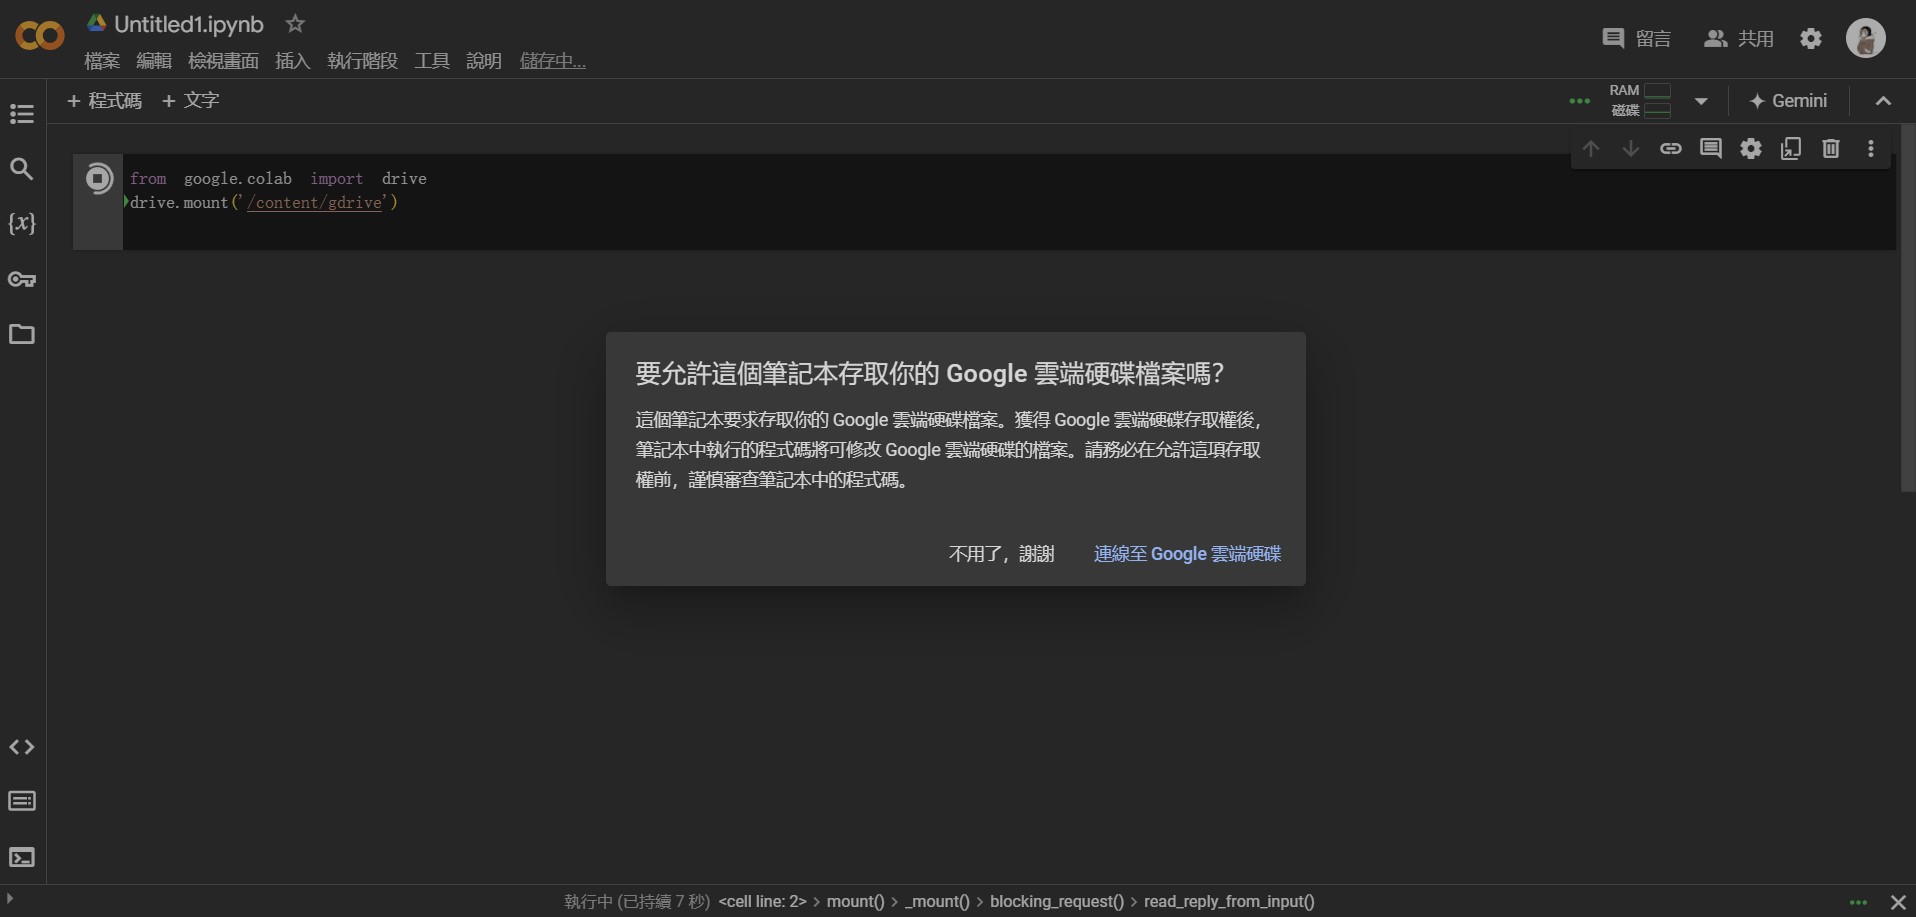 Untitled1.ipynb
檔案 編輯 檢視畫面 插入 執行階段 工具 說明 儲存中...
留言 共用
+ 程式碼 + 文字
RAM
磁碟
Gemini
from google.colab import drive
drive.mount('/content/gdrive')
{x}
要允許這個筆記本存取你的 Google 雲端硬碟檔案嗎？
這個筆記本要求存取你的 Google 雲端硬碟檔案。獲得 Google 雲端硬碟存取權後，
筆記本中執行的程式碼將可修改 Google 雲端硬碟的檔案。請務必在允許這項存取
權前，謹慎審查筆記本中的程式碼。
不用了，謝謝 連線至 Google 雲端硬碟
執行中 (已持續 7 秒) <cell line: 2> > mount() > _mount() > blocking_request() > read_reply_from_input()